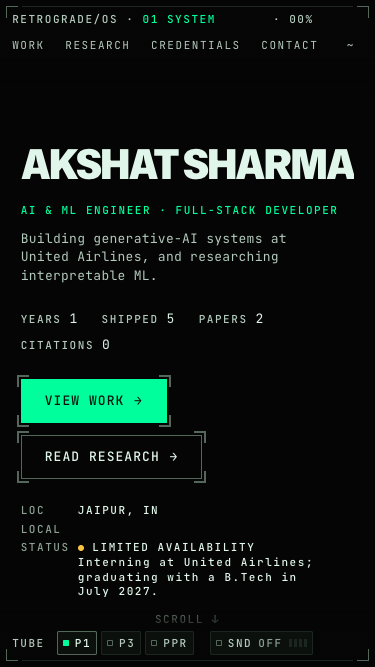 RETROGRADE/OS · 01 SYSTEM · 00%
WORK RESEARCH CREDENTIALS CONTACT ~
AKSHAT SHARMA
AI & ML ENGINEER · FULL-STACK DEVELOPER
Building generative-AI systems at
United Airlines, and researching
interpretable ML.
YEARS 1 SHIPPED 5 PAPERS 2
CITATIONS 0
VIEW WORK →
READ RESEARCH →
LOC JAIPUR, IN
LOCAL
STATUS ● LIMITED AVAILABILITY
Interning at United Airlines;
graduating with a B.Tech in
July 2027.
SCROLL ↓
TUBE P1 P3 PPR SND OFF